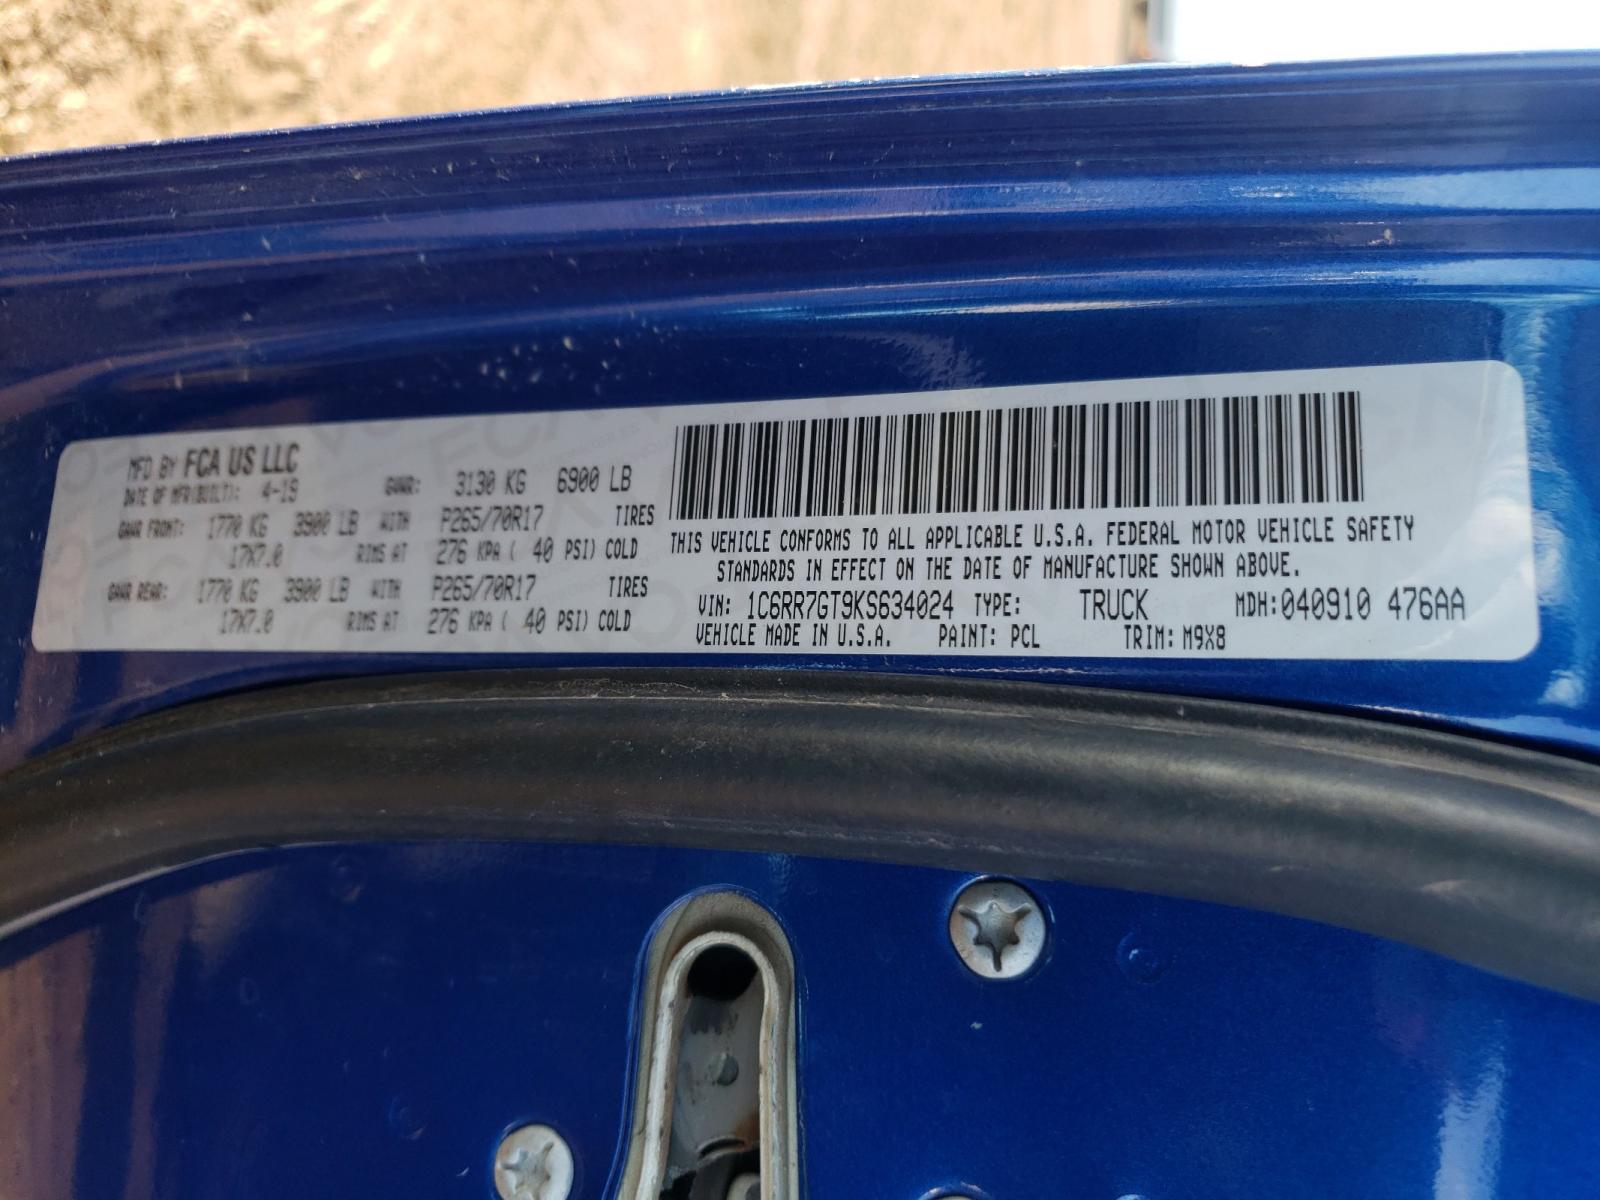 MFD BY FCA US LLC
DATE OF MFR(BUILT): 4-19 GVWR: 3130 KG 6900 LB
GAWR FRONT: 1770 KG 3900 LB WITH P265/70R17 TIRES
17X7.0 RIMS AT 276 KPA ( 40 PSI) COLD
GAWR REAR: 1770 KG 3900 LB WITH P265/70R17 TIRES
17X7.0 RIMS AT 276 KPA ( 40 PSI) COLD
THIS VEHICLE CONFORMS TO ALL APPLICABLE U.S.A. FEDERAL MOTOR VEHICLE SAFETY
STANDARDS IN EFFECT ON THE DATE OF MANUFACTURE SHOWN ABOVE.
VIN: 1C6RR7GT9KS634024 TYPE: TRUCK MDH:040910 476AA
VEHICLE MADE IN U.S.A. PAINT: PCL TRIM: M9X8